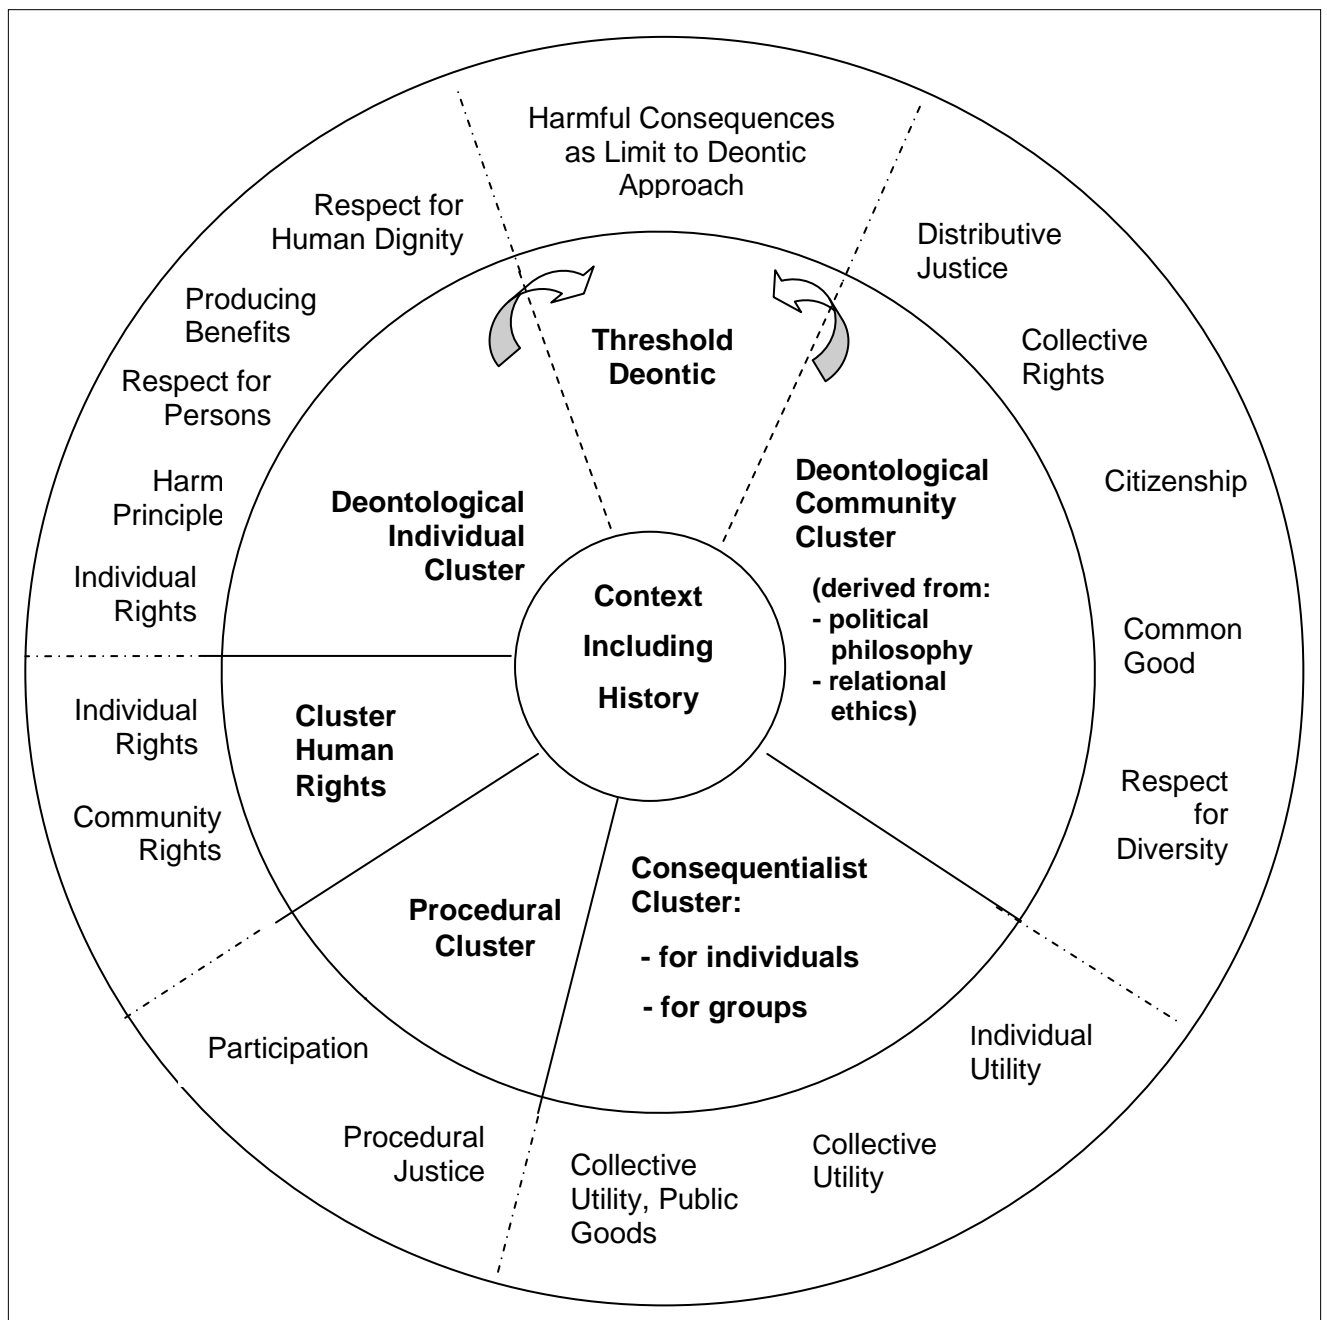 Harmful Consequences
as Limit to Deontic
Approach
Respect for
Human Dignity
Producing
Benefits
Respect for
Persons
Harm
Principle
Individual
Rights
Individual
Rights
Community
Rights
Participation
Procedural
Justice
Collective
Utility, Public
Goods
Collective
Utility
Individual
Utility
Respect
for
Diversity
Common
Good
Citizenship
Collective
Rights
Distributive
Justice
Threshold
Deontic
Deontological
Individual
Cluster
Deontological
Community
Cluster
(derived from:
- political
philosophy
- relational
ethics)
Context
Including
History
Cluster
Human
Rights
Procedural
Cluster
Consequentialist
Cluster:
- for individuals
- for groups